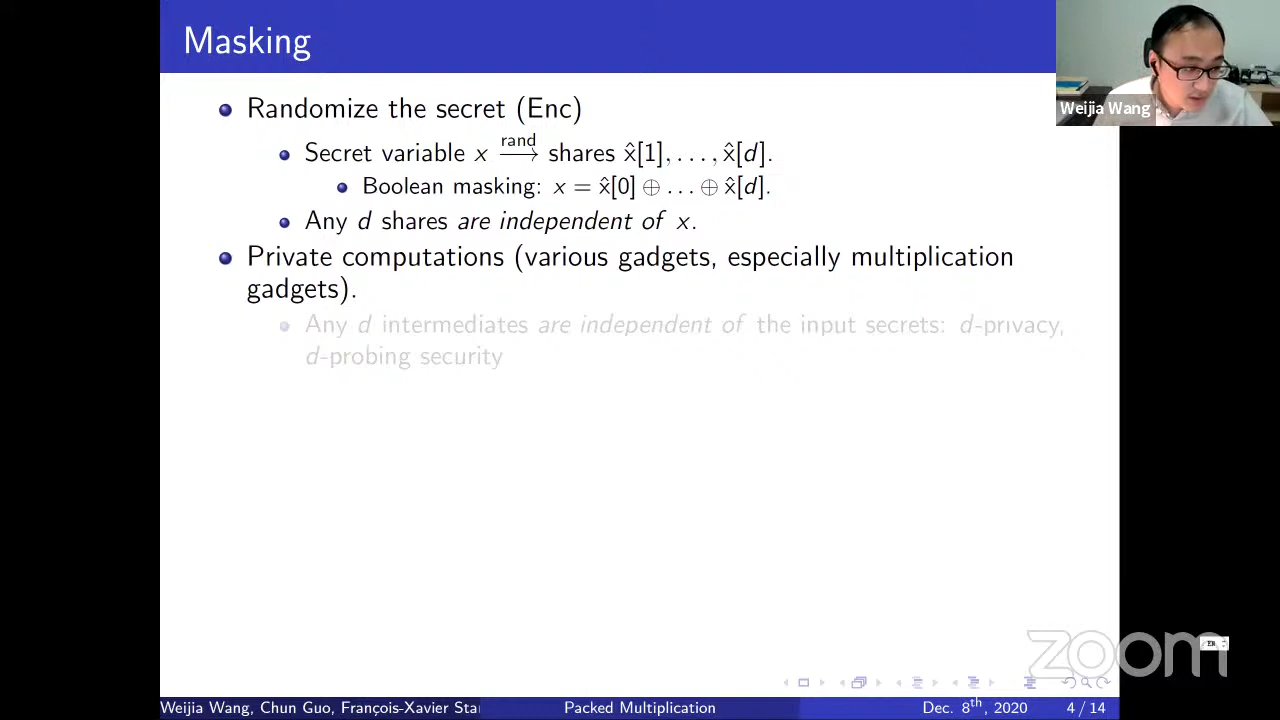 Masking
Weijia Wang
Randomize the secret (Enc)
Secret variable x —rand→ shares x̂[1], . . . , x̂[d].
Boolean masking: x = x̂[0] ⊕ . . . ⊕ x̂[d].
Any d shares are independent of x.
Private computations (various gadgets, especially multiplication
gadgets).
Any d intermediates are independent of the input secrets: d-privacy,
d-probing security
zoom
EN
Weijia Wang, Chun Guo, François-Xavier
Packed Multiplication
Dec. 8th, 2020
4 / 14